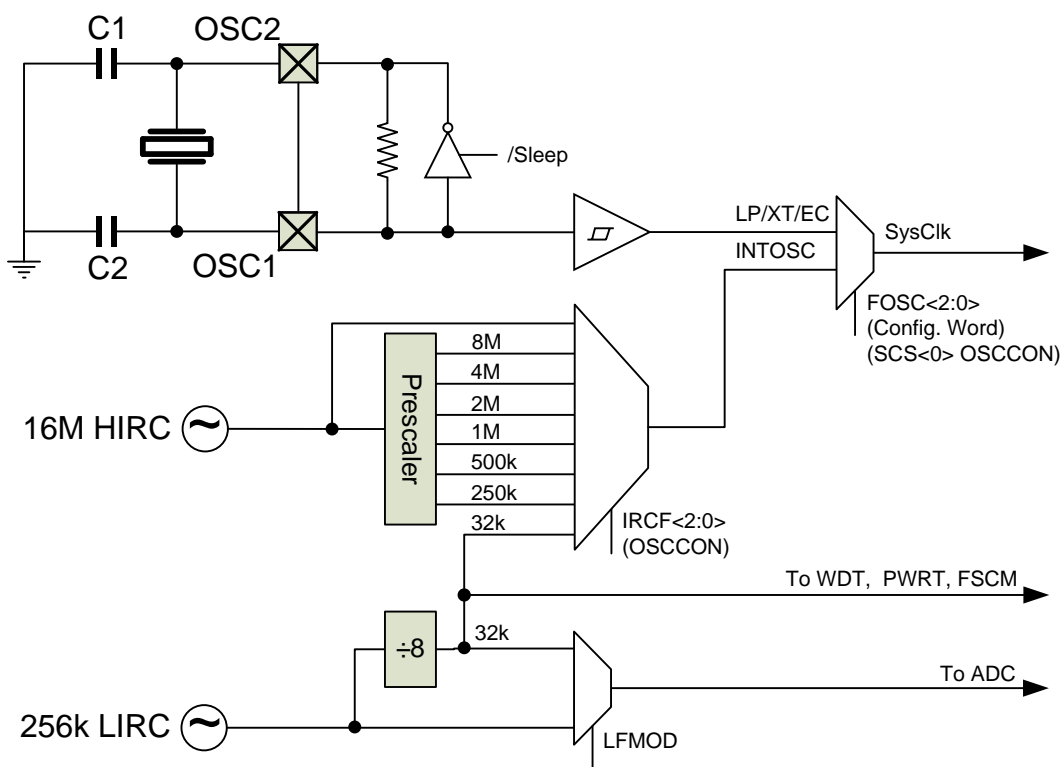 C1
OSC2
/Sleep
C2
OSC1
LP/XT/EC
INTOSC
SysClk
FOSC<2:0>
(Config. Word)
(SCS<0> OSCCON)
16M HIRC
~
Prescaler
8M
4M
2M
1M
500k
250k
32k
IRCF<2:0>
(OSCCON)
To WDT, PWRT, FSCM
÷8
32k
To ADC
256k LIRC
~
LFMOD